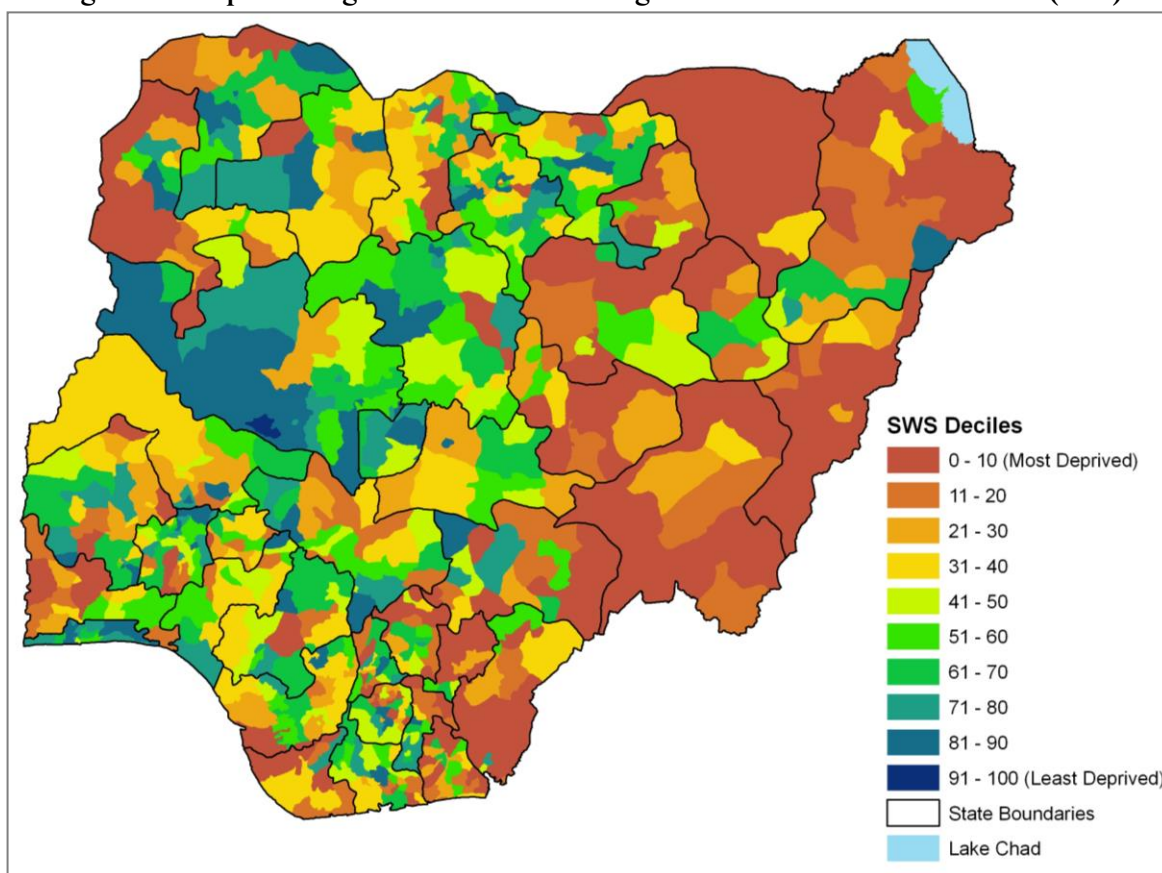 SWS Deciles
0 - 10 (Most Deprived)
11 - 20
21 - 30
31 - 40
41 - 50
51 - 60
61 - 70
71 - 80
81 - 90
91 - 100 (Least Deprived)
State Boundaries
Lake Chad